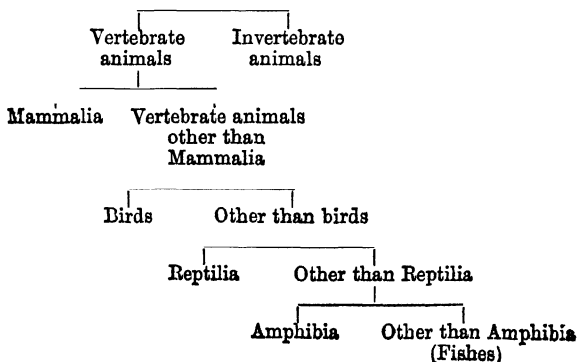 Vertebrate Invertebrate
animals animals
Mammalia Vertebrate animals
other than
Mammalia
Birds Other than birds
Reptilia Other than Reptilia
Amphibia Other than Amphibia
(Fishes)